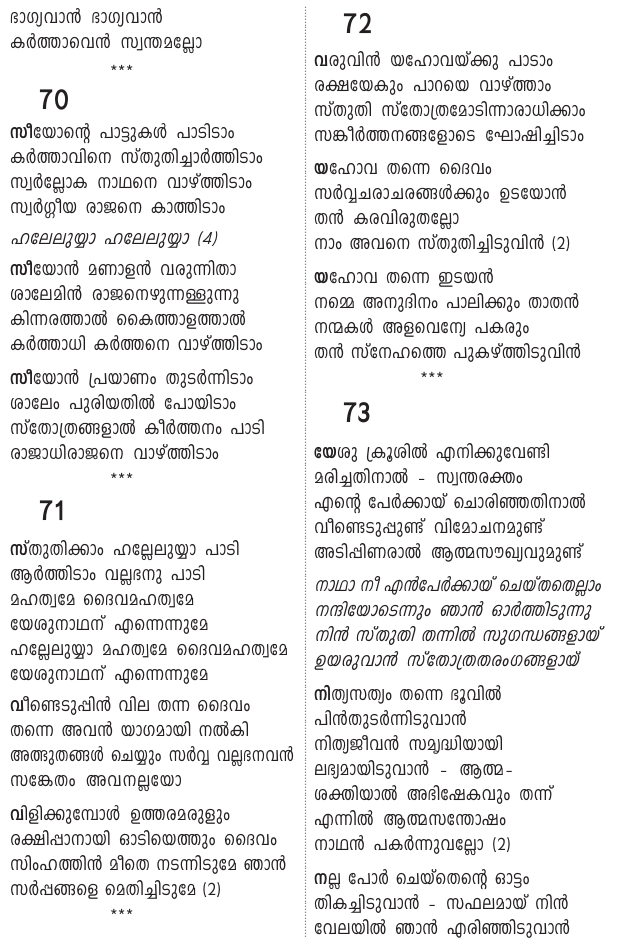 ഭാഗ്യവാൻ ഭാഗ്യവാൻ
കർത്താവെൻ സ്വന്തമല്ലോ
***
70
സീയോന്റെ പാട്ടുകൾ പാടിടാം
കർത്താവിനെ സ്തുതിച്ചാർത്തിടാം
സ്വർല്ലോക നാഥനെ വാഴ്ത്തിടാം
സ്വർഗ്ഗീയ രാജനെ കാത്തിടാം
ഹലേലുയ്യാ ഹലേലുയ്യാ (4)
സീയോൻ മണാളൻ വരുന്നിതാ
ശാലേമിൻ രാജനെഴുന്നള്ളുന്നു
കിന്നരത്താൽ കൈത്താളത്താൽ
കർത്താധി കർത്തനെ വാഴ്ത്തിടാം
സീയോൻ പ്രയാണം തുടർന്നിടാം
ശാലേം പുരിയതിൽ പോയിടാം
സ്തോത്രങ്ങളാൽ കീർത്തനം പാടി
രാജാധിരാജനെ വാഴ്ത്തിടാം
***
71
സ്തുതിക്കാം ഹല്ലേലുയ്യാ പാടി
ആർത്തിടാം വല്ലഭനു പാടി
മഹത്വമേ ദൈവമഹത്വമേ
യേശുനാഥന് എന്നെന്നുമേ
ഹല്ലേലുയ്യാ മഹത്വമേ ദൈവമഹത്വമേ
യേശുനാഥന് എന്നെന്നുമേ
വീണ്ടെടുപ്പിൻ വില തന്ന ദൈവം
തന്നെ അവൻ യാഗമായി നൽകി
അത്ഭുതങ്ങൾ ചെയ്യും സർവ്വ വല്ലഭനവൻ
സങ്കേതം അവനല്ലയോ
വിളിക്കുമ്പോൾ ഉത്തരമരുളും
രക്ഷിപ്പാനായി ഓടിയെത്തും ദൈവം
സിംഹത്തിൻ മീതെ നടന്നിടുമേ ഞാൻ
സർപ്പങ്ങളെ മെതിച്ചിടുമേ (2)
***
72
വരുവിൻ യഹോവയ്ക്കു പാടാം
രക്ഷയേകും പാറയെ വാഴ്ത്താം
സ്തുതി സ്തോത്രമോടിന്നാരാധിക്കാം
സങ്കീർത്തനങ്ങളോടെ ഘോഷിച്ചിടാം
യഹോവ തന്നെ ദൈവം
സർവ്വചരാചരങ്ങൾക്കും ഉടയോൻ
തൻ കരവിരുതല്ലോ
നാം അവനെ സ്തുതിച്ചിടുവിൻ (2)
യഹോവ തന്നെ ഇടയൻ
നമ്മെ അനുദിനം പാലിക്കും താതൻ
നന്മകൾ അളവെന്യേ പകരും
തൻ സ്നേഹത്തെ പുകഴ്ത്തിടുവിൻ
***
73
യേശു ക്രൂശിൽ എനിക്കുവേണ്ടി
മരിച്ചതിനാൽ - സ്വന്തരക്തം
എന്റെ പേർക്കായ് ചൊരിഞ്ഞതിനാൽ
വീണ്ടെടുപ്പുണ്ട് വിമോചനമുണ്ട്
അടിപ്പിണരാൽ ആത്മസൗഖ്യവുമുണ്ട്
നാഥാ നീ എൻപേർക്കായ് ചെയ്തതെല്ലാം
നന്ദിയോടെന്നും ഞാൻ ഓർത്തിടുന്നു
നിൻ സ്തുതി തന്നിൽ സുഗന്ധങ്ങളായ്
ഉയരുവാൻ സ്തോത്രതരംഗങ്ങളായ്
നിത്യസത്യം തന്നെ ഭൂവിൽ
പിൻതുടർന്നിടുവാൻ
നിത്യജീവൻ സമൃദ്ധിയായി
ലഭ്യമായിടുവാൻ - ആത്മ-
ശക്തിയാൽ അഭിഷേകവും തന്ന്
എന്നിൽ ആത്മസന്തോഷം
നാഥൻ പകർന്നുവല്ലോ (2)
നല്ല പോർ ചെയ്തെന്റെ ഓട്ടം
തികച്ചിടുവാൻ - സഫലമായ് നിൻ
വേലയിൽ ഞാൻ എരിഞ്ഞിടുവാൻ